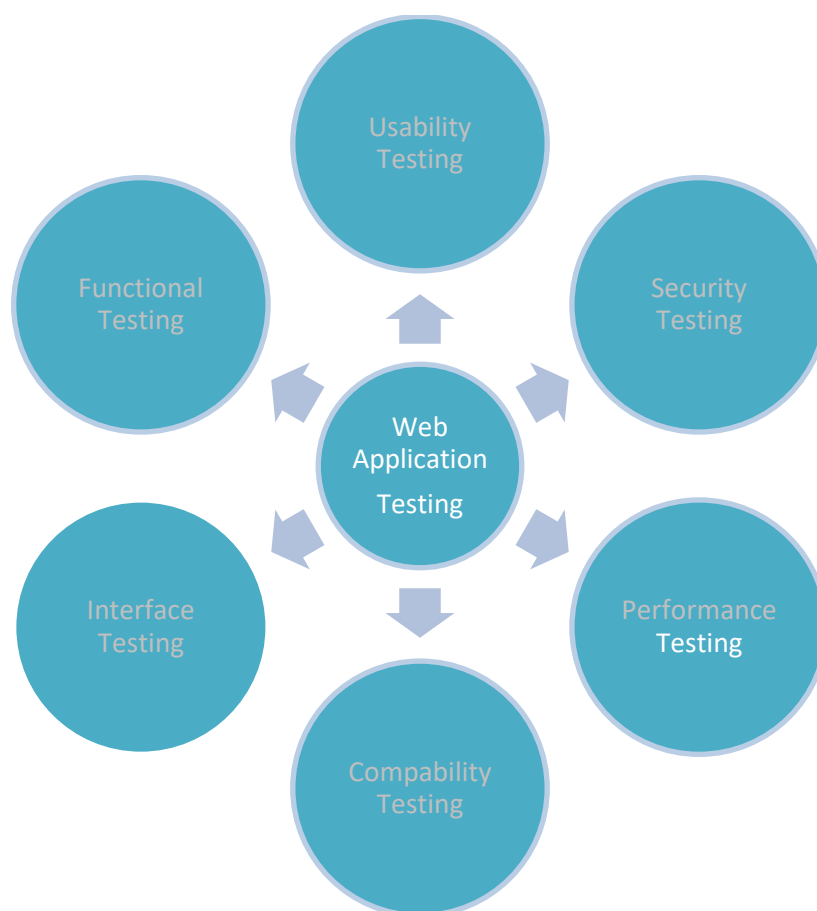 Usability
Testing
Functional
Testing
Security
Testing
Web
Application
Testing
Interface
Testing
Performance
Testing
Compability
Testing